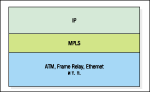 IP
MPLS
ATM, Frame Relay, Ethernet
и т. п.